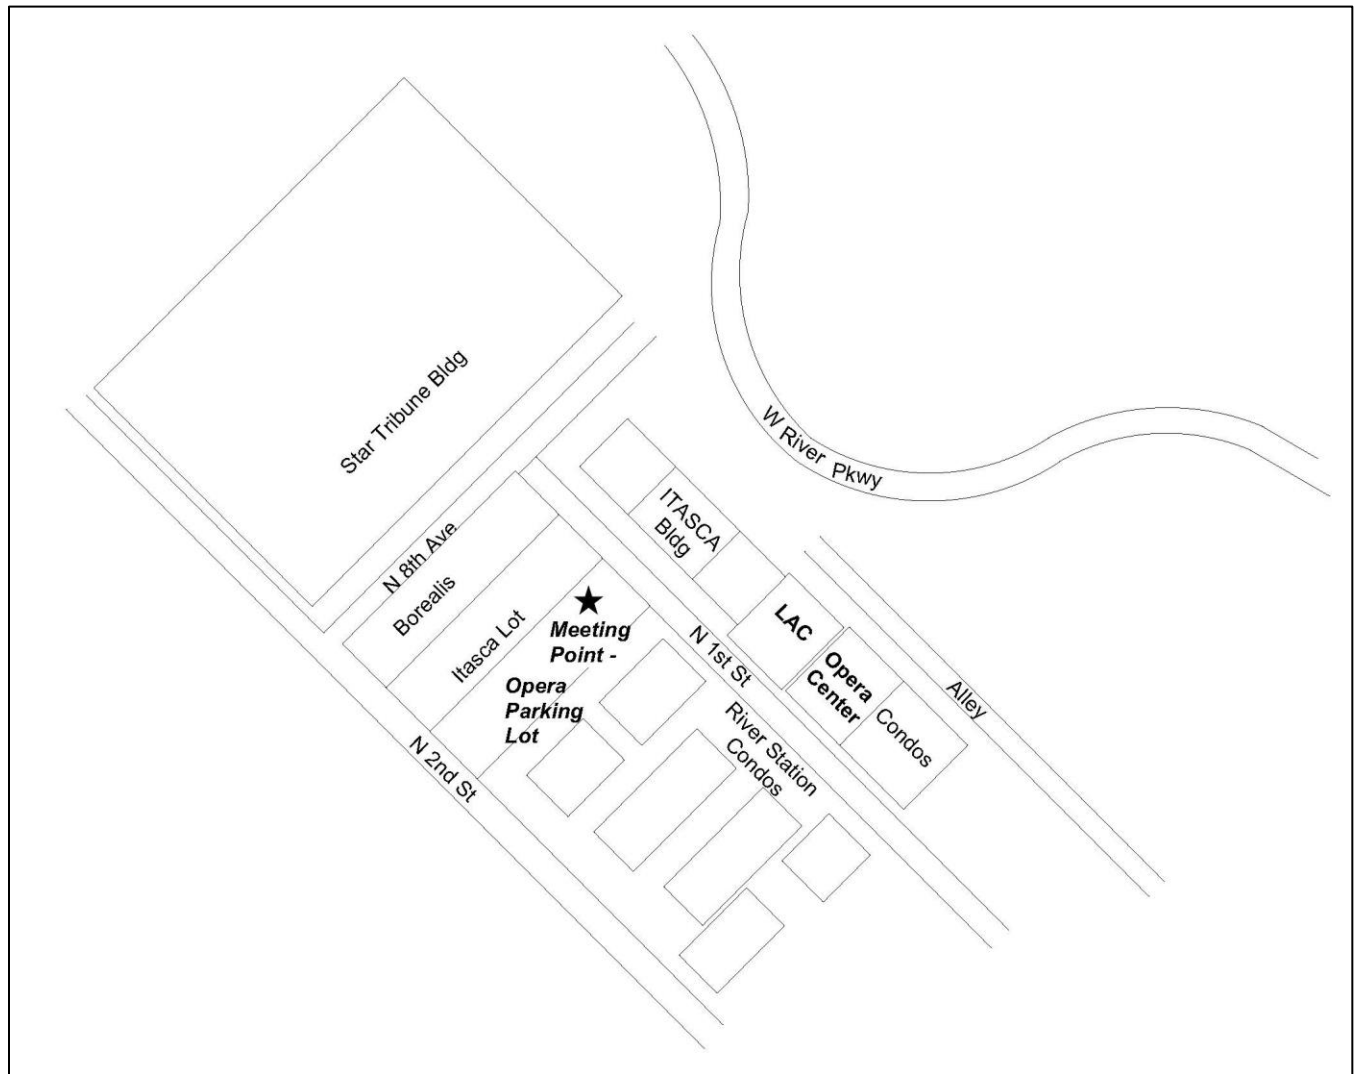 Star Tribune Bldg
W River Pkwy
N 8th Ave
ITASCA
Bldg
Borealis
Itasca Lot
Meeting
Point -
Opera
Parking
Lot
N 1st St
LAC
Opera
Center
Condos
Alley
River Station
Condos
N 2nd St